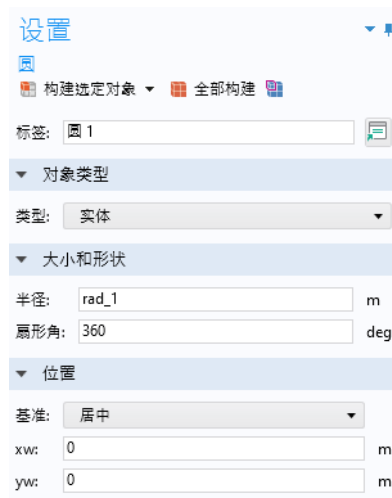 设置
圆
构建选定对象 全部构建
标签: 圆 1
对象类型
类型: 实体
大小和形状
半径: rad_1 m
扇形角: 360 deg
位置
基准: 居中
xw: 0 m
yw: 0 m